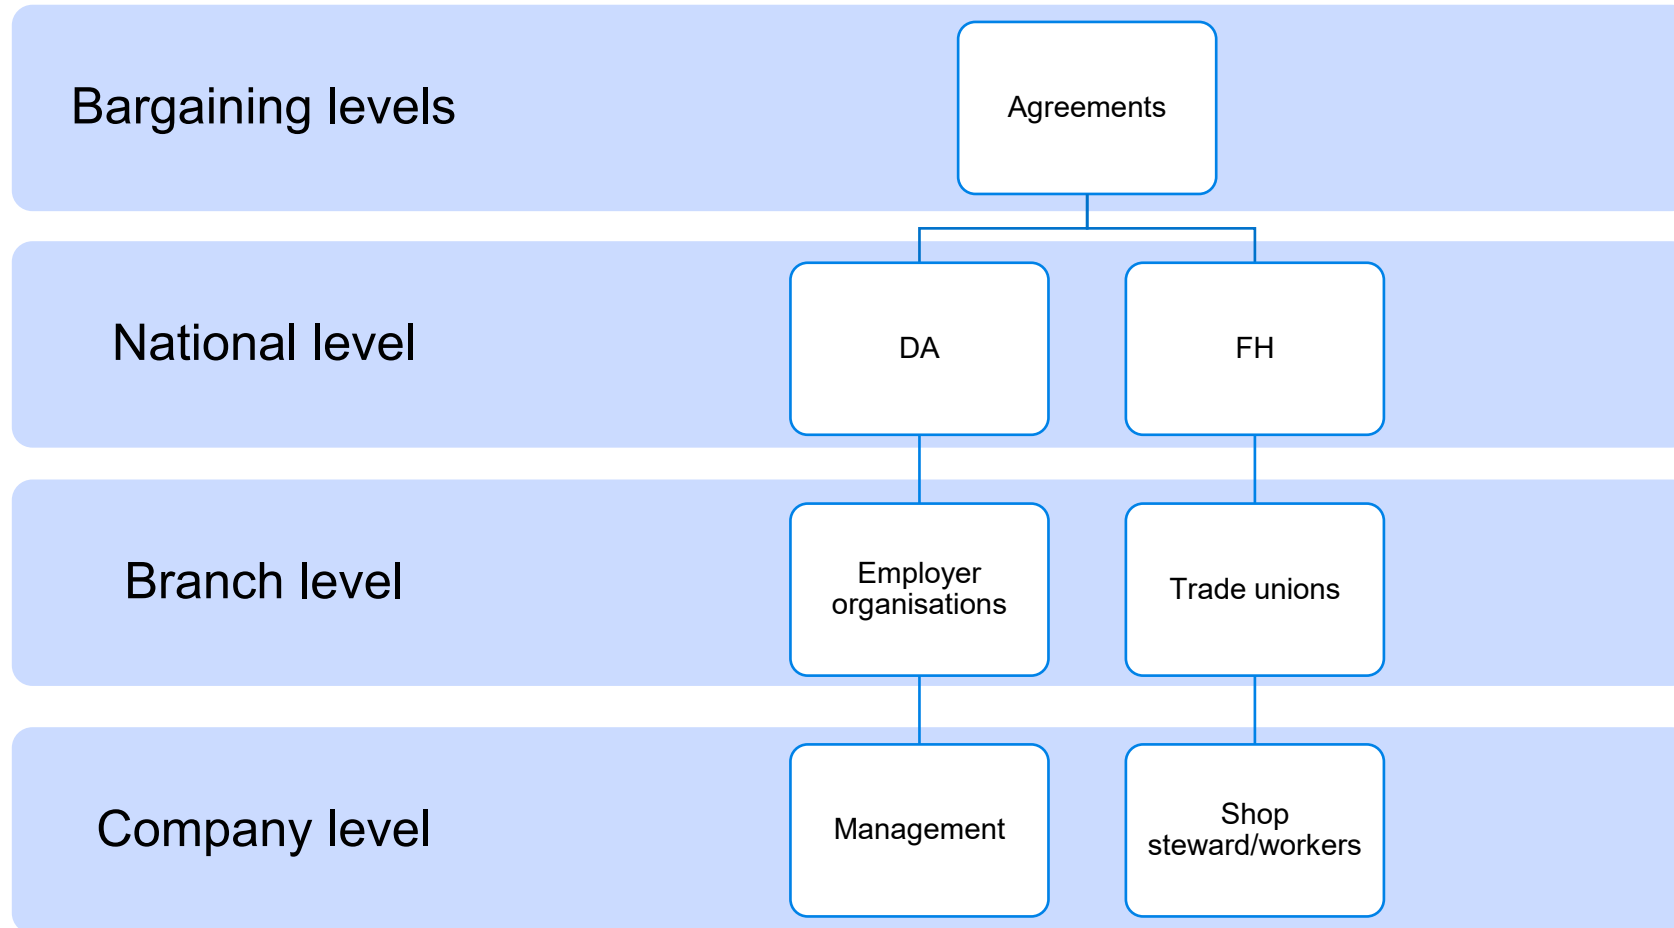 Bargaining levels
Agreements
National level
DA
FH
Branch level
Employer
organisations
Trade unions
Company level
Management
Shop
steward/workers